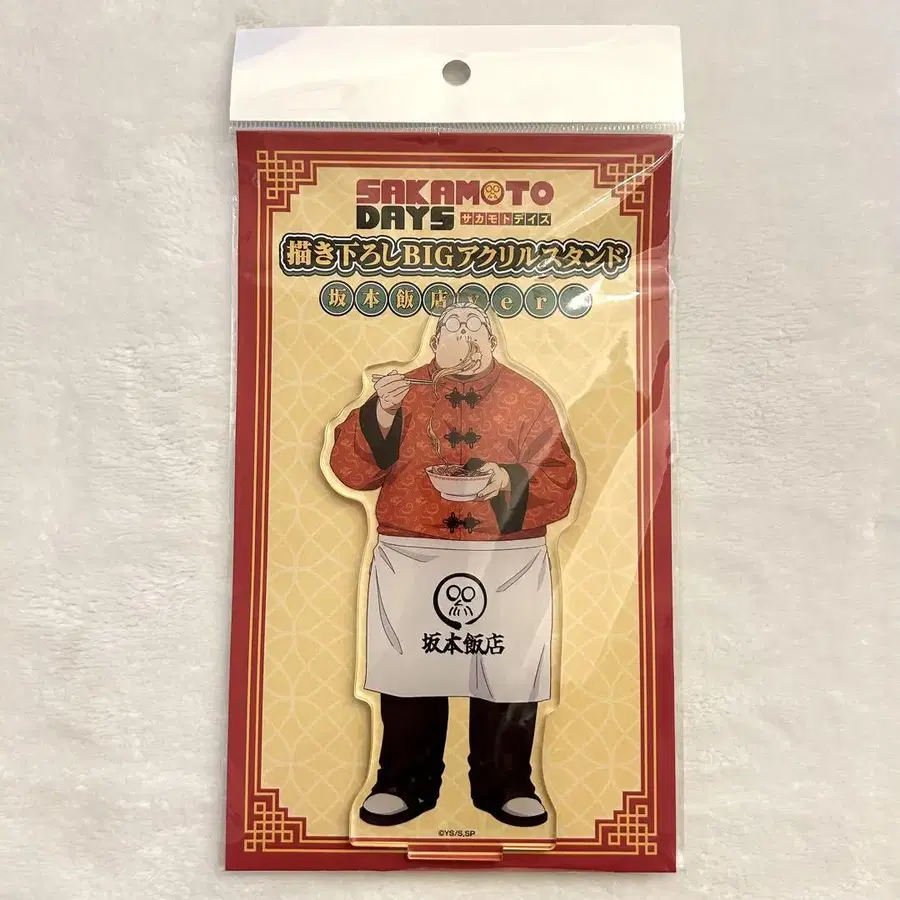 SAKAMOTO
DAYS サカモトデイズ
描き下ろしBIGアクリルスタンド
坂本飯店ver.
坂本飯店
©YS/S,SP